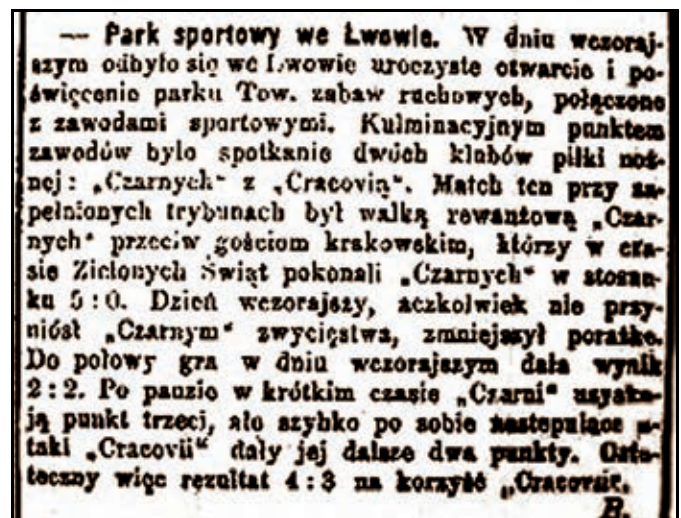 — Park sportowy we Lwowie. W dniu wczoraj-
szym odbyło się we Lwowie uroczyste otwarcie i po-
święcenie parku Tow. zabaw ruchowych, połączone
z zawodami sportowymi. Kulminacyjnym punktem
zawodów było spotkanie dwóch klubów piłki noż-
nej: „Czarnych“ z „Cracovią“. Match ten przy za-
pełnionych trybunach był walką rewanżową „Czar-
nych“ przeciw gościom krakowskim, którzy w cza-
sie Zielonych Świąt pokonali „Czarnych“ w stosun-
ku 5:0. Dzień wczorajszy, aczkolwiek nie przy-
niósł „Czarnym“ zwycięstwa, zmniejszył porażkę.
Do połowy gra w dniu wczorajszym dała wynik
2:2. Po pauzie w krótkim czasie „Czarni“ uzyska-
ją punkt trzeci, ale szybko po sobie następujące a-
taki „Cracovii“ dały jej dalsze dwa punkty. Osta-
teczny więc rezultat 4:3 na korzyść „Cracovii“.
B.